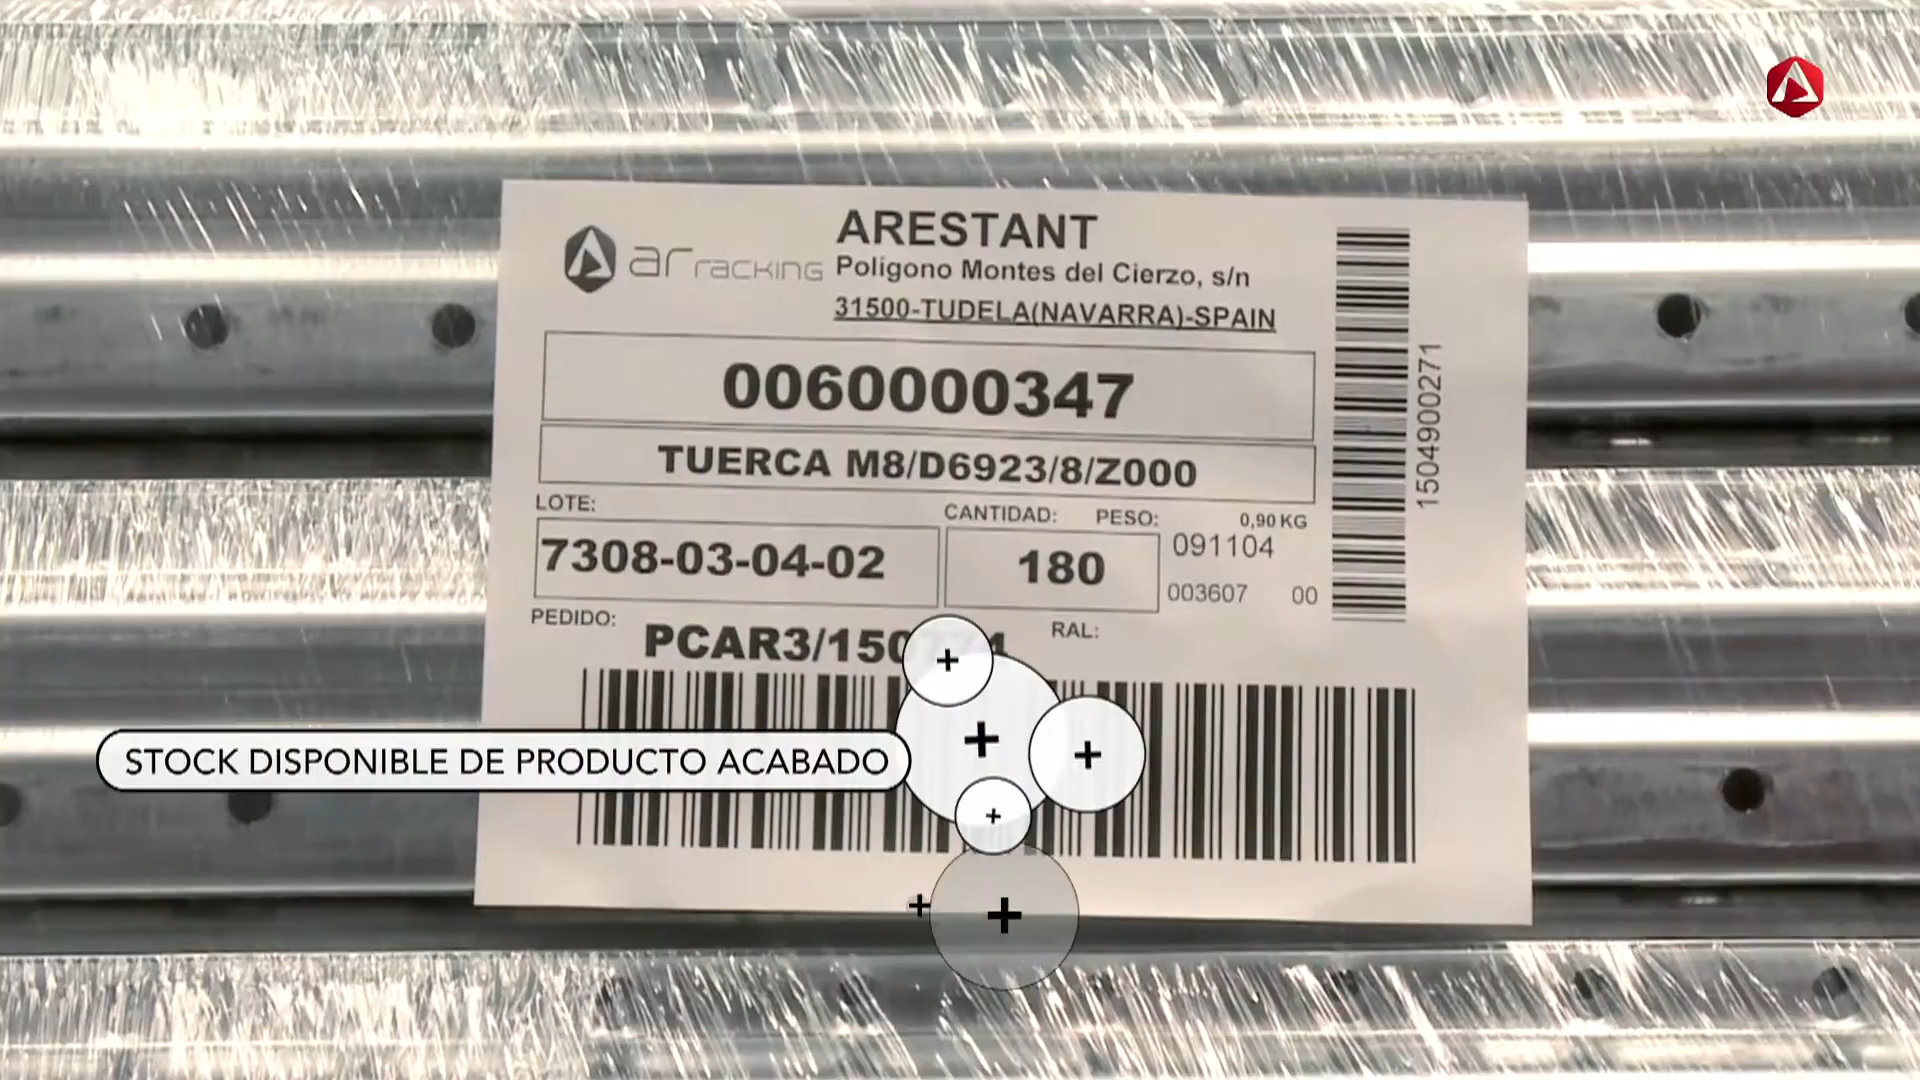 ARESTANT
ar racking
Polígono Montes del Cierzo, s/n
31500-TUDELA(NAVARRA)-SPAIN
0060000347
TUERCA M8/D6923/8/Z000
LOTE:
CANTIDAD:
PESO:
0,90 KG
7308-03-04-02
180
091104
003607
00
PEDIDO:
RAL:
1504900271
STOCK DISPONIBLE DE PRODUCTO ACABADO